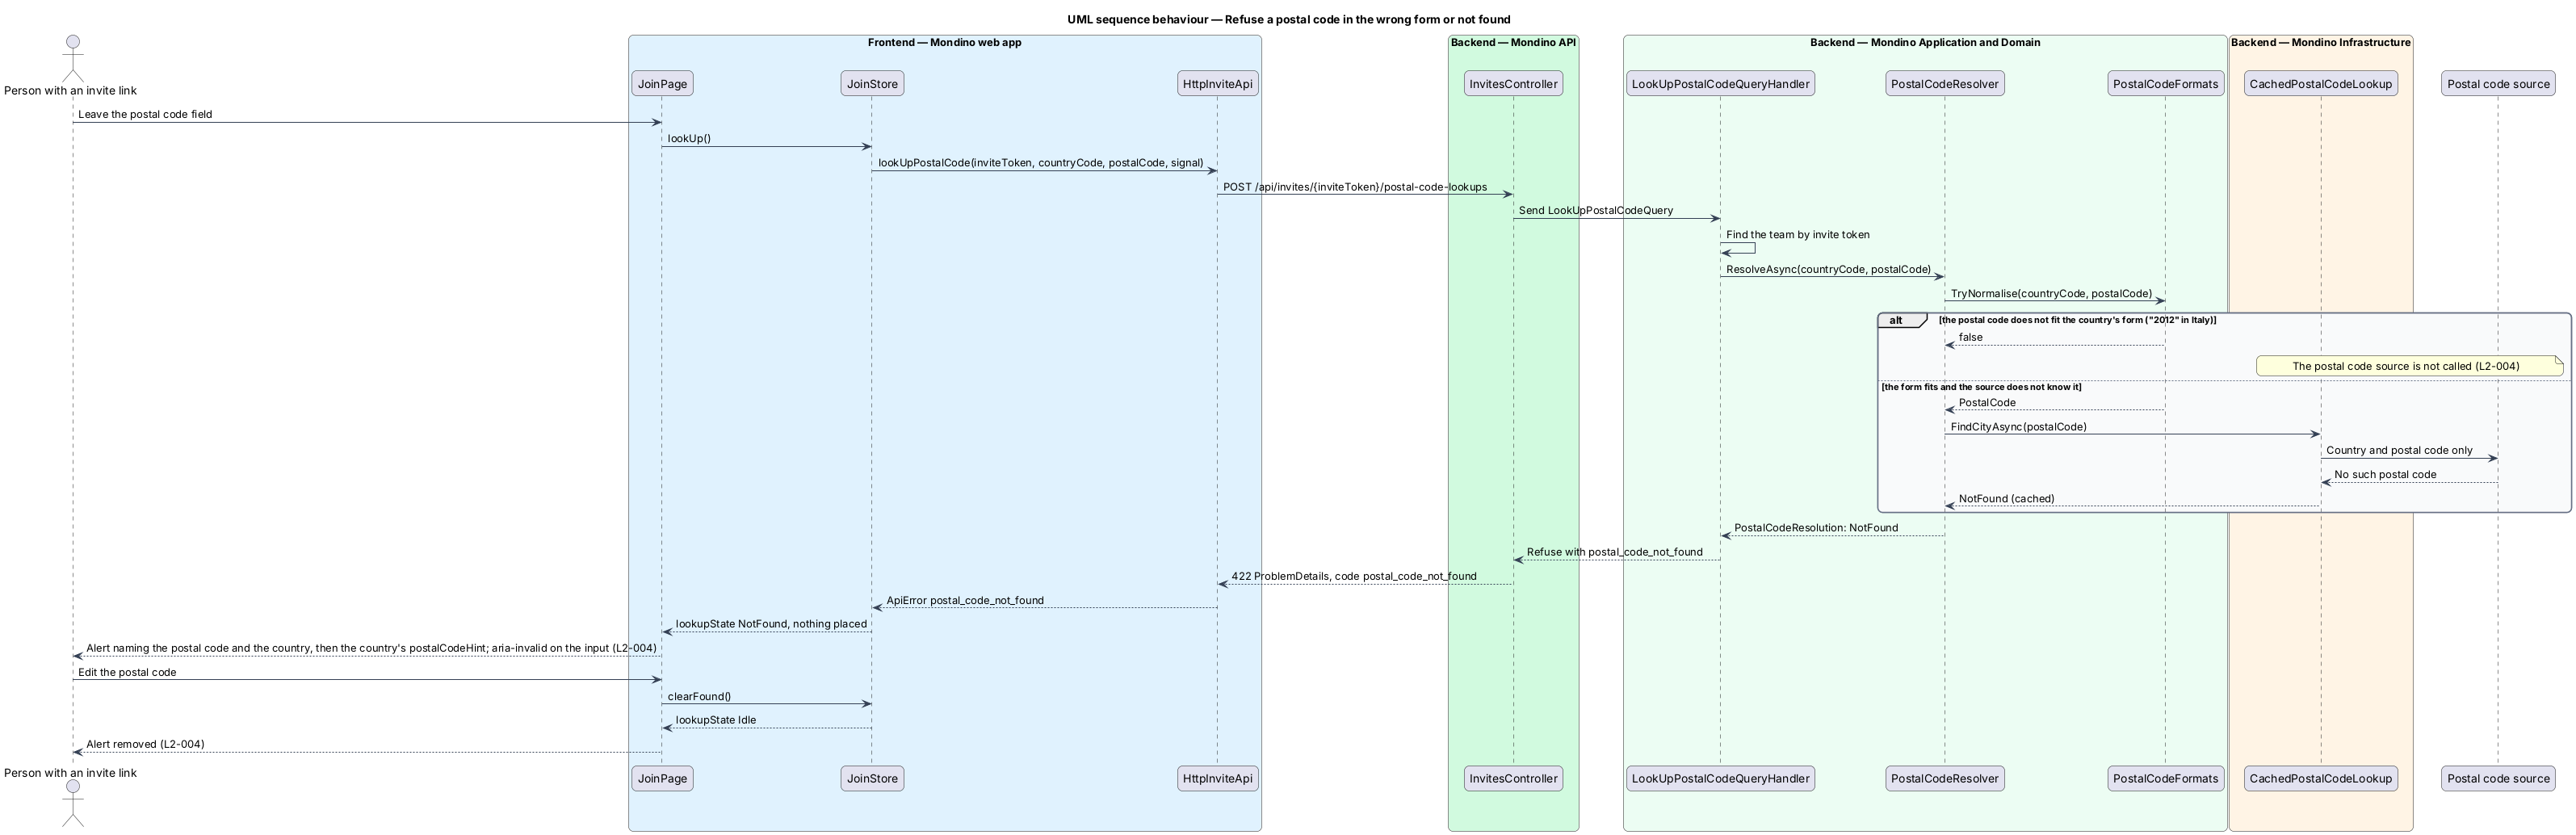 UML sequence behaviour — Refuse a postal code in the wrong form or not found
Frontend — Mondino web app
Backend — Mondino API
Backend — Mondino Application and Domain
Backend — Mondino Infrastructure
Person with an invite link
JoinPage
JoinStore
HttpInviteApi
InvitesController
LookUpPostalCodeQueryHandler
PostalCodeResolver
PostalCodeFormats
CachedPostalCodeLookup
Postal code source
Leave the postal code field
lookUp()
lookUpPostalCode(inviteToken, countryCode, postalCode, signal)
POST /api/invites/{inviteToken}/postal-code-lookups
Send LookUpPostalCodeQuery
Find the team by invite token
ResolveAsync(countryCode, postalCode)
TryNormalise(countryCode, postalCode)
alt [the postal code does not fit the country's form ("2012" in Italy)]
false
The postal code source is not called (L2-004)
[the form fits and the source does not know it]
PostalCode
FindCityAsync(postalCode)
Country and postal code only
No such postal code
NotFound (cached)
PostalCodeResolution: NotFound
Refuse with postal_code_not_found
422 ProblemDetails, code postal_code_not_found
ApiError postal_code_not_found
lookupState NotFound, nothing placed
Alert naming the postal code and the country, then the country's postalCodeHint; aria-invalid on the input (L2-004)
Edit the postal code
clearFound()
lookupState Idle
Alert removed (L2-004)
Person with an invite link
JoinPage
JoinStore
HttpInviteApi
InvitesController
LookUpPostalCodeQueryHandler
PostalCodeResolver
PostalCodeFormats
CachedPostalCodeLookup
Postal code source